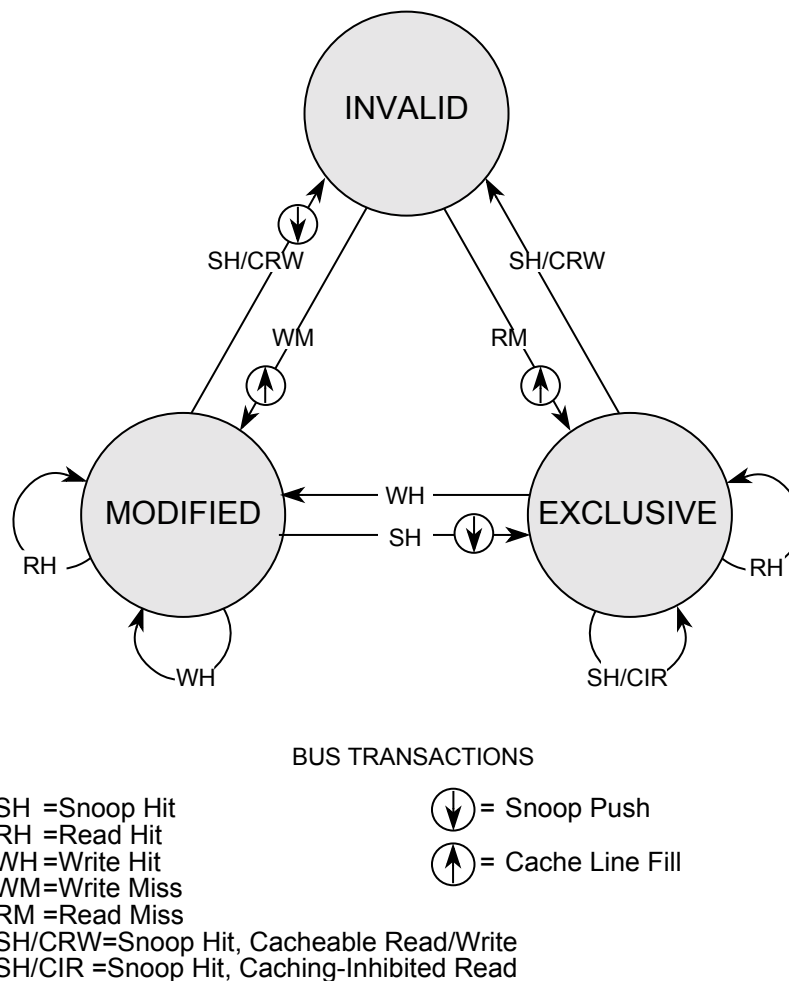 INVALID
SH/CRW
SH/CRW
WM
RM
MODIFIED
WH
EXCLUSIVE
SH
RH
RH
WH
SH/CIR
BUS TRANSACTIONS
SH =Snoop Hit
= Snoop Push
RH =Read Hit
WH =Write Hit
= Cache Line Fill
WM=Write Miss
RM =Read Miss
SH/CRW=Snoop Hit, Cacheable Read/Write
SH/CIR =Snoop Hit, Caching-Inhibited Read